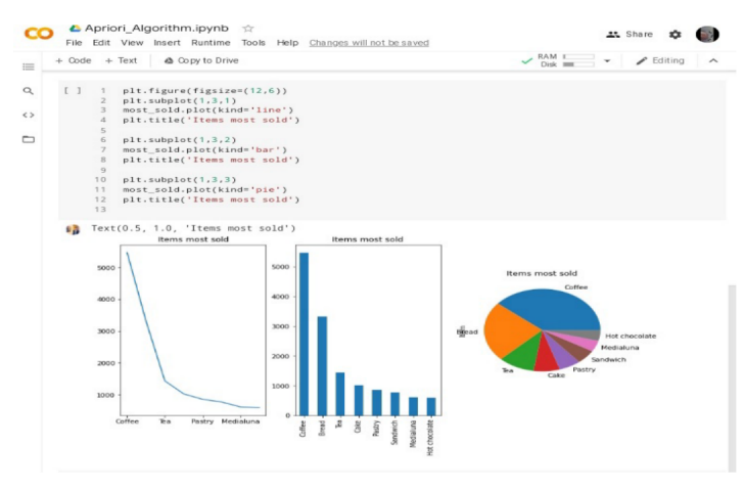 Apriori_Algorithm.ipynb
File Edit View Insert Runtime Tools Help Changes will not be saved
Share
+ Code + Text Copy to Drive
RAM
Disk
Editing
[ ] 1 plt.figure(figsize=(12,6))
2 plt.subplot(1,3,1)
3 most_sold.plot(kind='line')
4 plt.title('Items most sold')
5
6 plt.subplot(1,3,2)
7 most_sold.plot(kind='bar')
8 plt.title('Items most sold')
9
10 plt.subplot(1,3,3)
11 most_sold.plot(kind='pie')
12 plt.title('Items most sold')
13
Text(0.5, 1.0, 'Items most sold')
Items most sold
5000
4000
3000
2000
1000
Coffee Tea Pastry Medialuna
Items most sold
5000
4000
3000
2000
1000
0
Coffee
Bread
Tea
Cake
Pastry
Sandwich
Medialuna
Hot chocolate
Items most sold
Coffee
Bread
Tea
Cake
Pastry
Sandwich
Medialuna
Hot chocolate